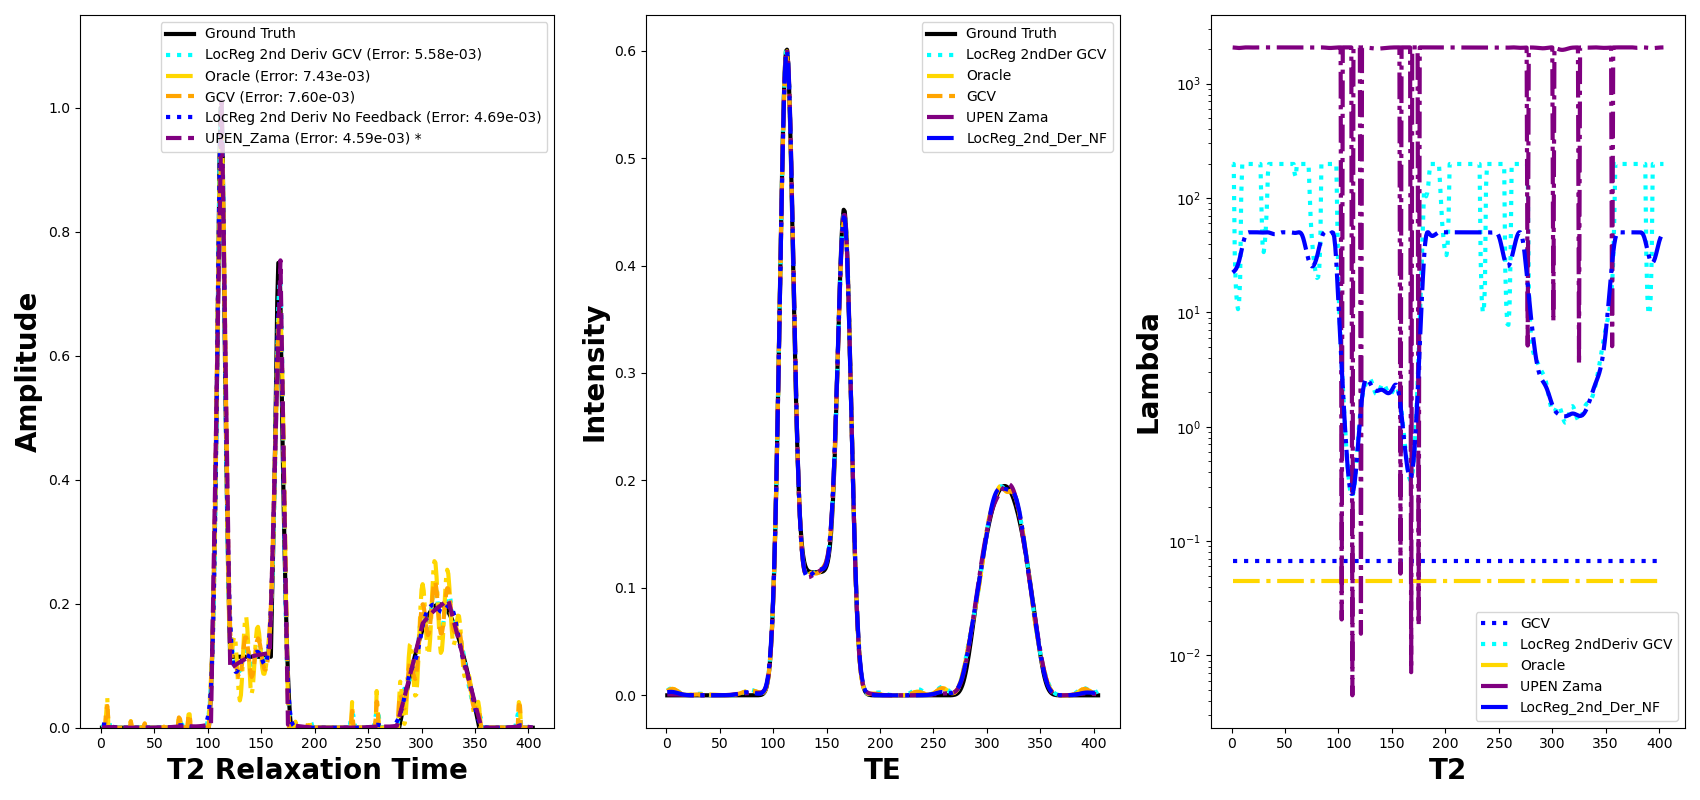 Ground Truth
LocReg 2nd Deriv GCV (Error: 5.58e-03)
Oracle (Error: 7.43e-03)
GCV (Error: 7.60e-03)
LocReg 2nd Deriv No Feedback (Error: 4.69e-03)
UPEN_Zama (Error: 4.59e-03) *
1.0
0.8
0.6
0.4
0.2
0.0
0 50 100 150 200 250 300 350 400
Amplitude
T2 Relaxation Time
Ground Truth
LocReg 2ndDer GCV
Oracle
GCV
UPEN Zama
LocReg_2nd_Der_NF
0.6
0.5
0.4
0.3
0.2
0.1
0.0
0 50 100 150 200 250 300 350 400
Intensity
TE
10³
10²
10¹
10⁰
10⁻¹
10⁻²
GCV
LocReg 2ndDeriv GCV
Oracle
UPEN Zama
LocReg_2nd_Der_NF
0 50 100 150 200 250 300 350 400
Lambda
T2